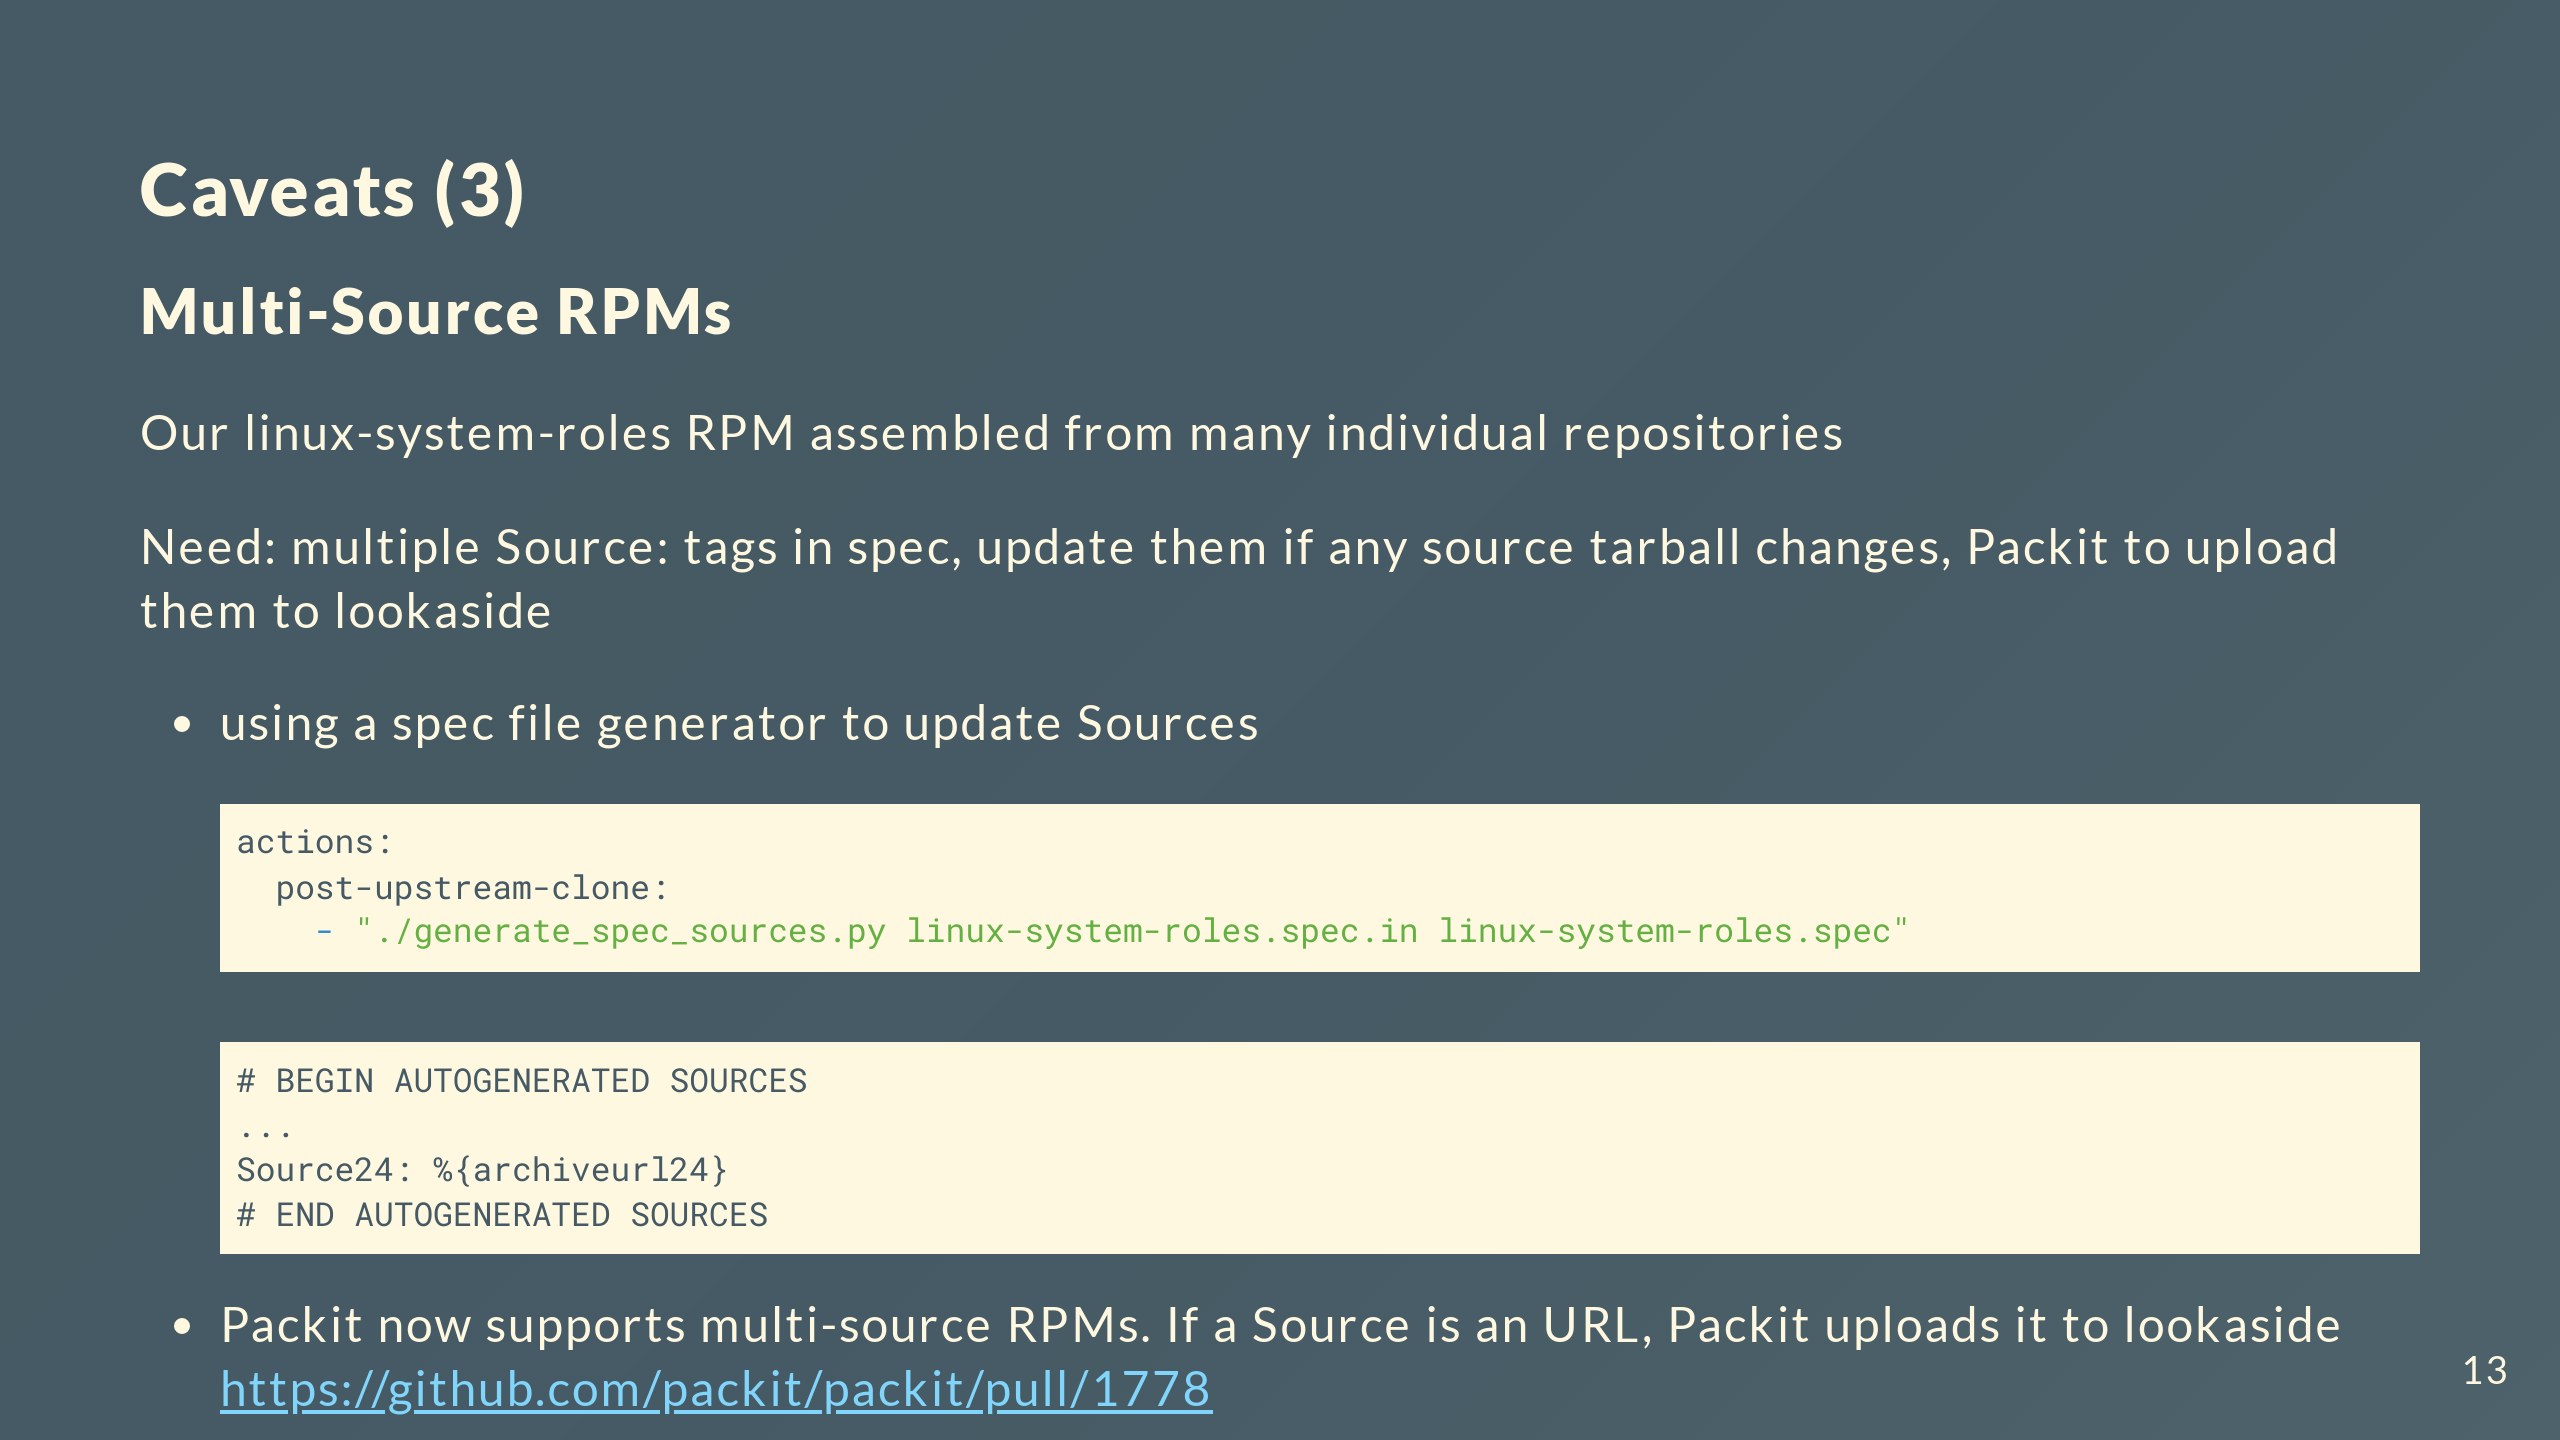 Caveats (3)
Multi-Source RPMs
Our linux-system-roles RPM assembled from many individual repositories
Need: multiple Source: tags in spec, update them if any source tarball changes, Packit to upload
them to lookaside
• using a spec file generator to update Sources
actions:
  post-upstream-clone:
    - "./generate_spec_sources.py linux-system-roles.spec.in linux-system-roles.spec"
# BEGIN AUTOGENERATED SOURCES
...
Source24: %{archiveurl24}
# END AUTOGENERATED SOURCES
• Packit now supports multi-source RPMs. If a Source is an URL, Packit uploads it to lookaside
https://github.com/packit/packit/pull/1778
13